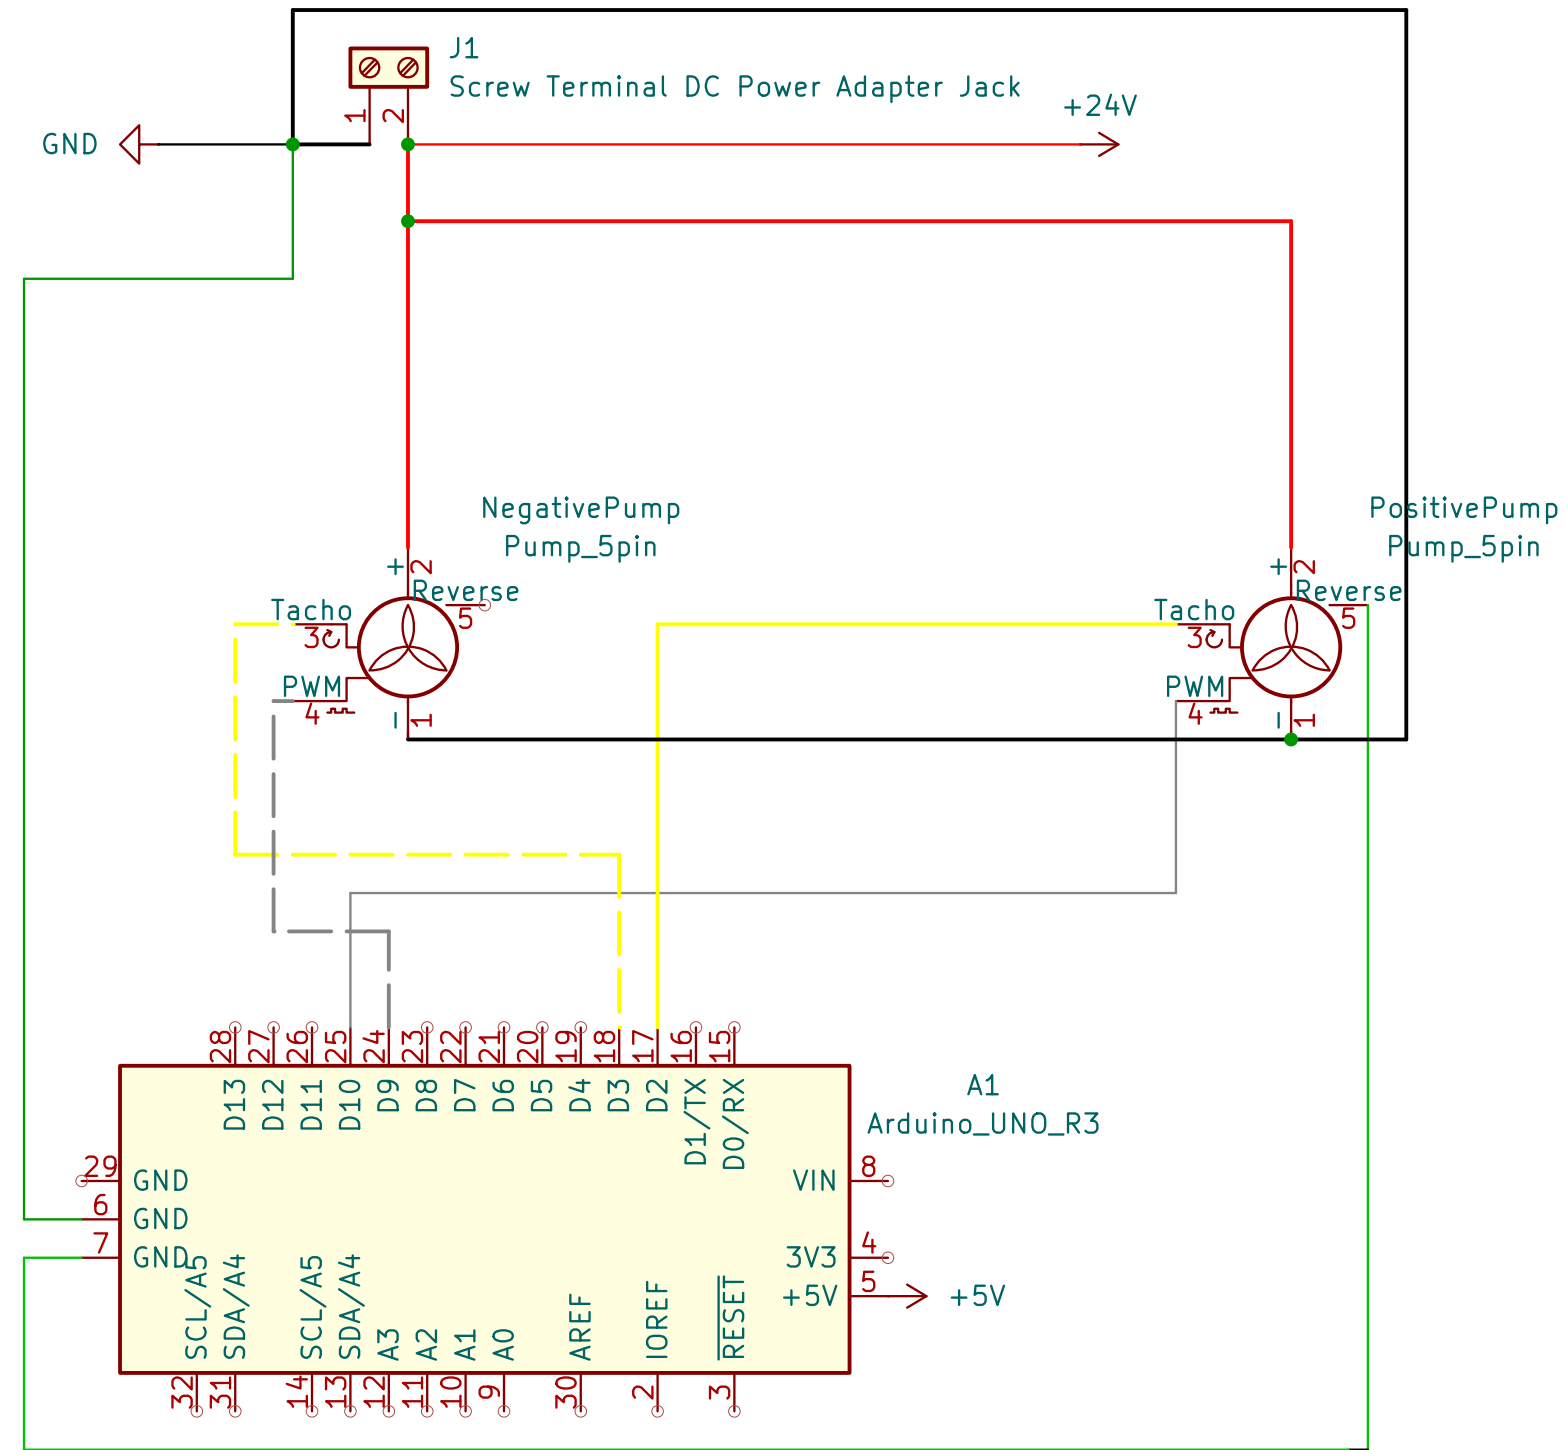 J1
Screw Terminal DC Power Adapter Jack
+24V
1
2
GND
NegativePump
Pump_5pin
PositivePump
Pump_5pin
+
2
Reverse
5
Tacho
3
PWM
4
-
1
+
2
Reverse
5
Tacho
3
PWM
4
-
1
28
27
26
25
24
23
22
21
20
19
18
17
16
15
D13
D12
D11
D10
D9
D8
D7
D6
D5
D4
D3
D2
D1/TX
D0/RX
A1
Arduino_UNO_R3
29
GND
6
GND
7
GND
VIN
8
3V3
4
+5V
5
+5V
SCL/A5
SDA/A4
SCL/A5
SDA/A4
A3
A2
A1
A0
AREF
IOREF
RESET
32
31
14
13
12
11
10
9
30
2
3